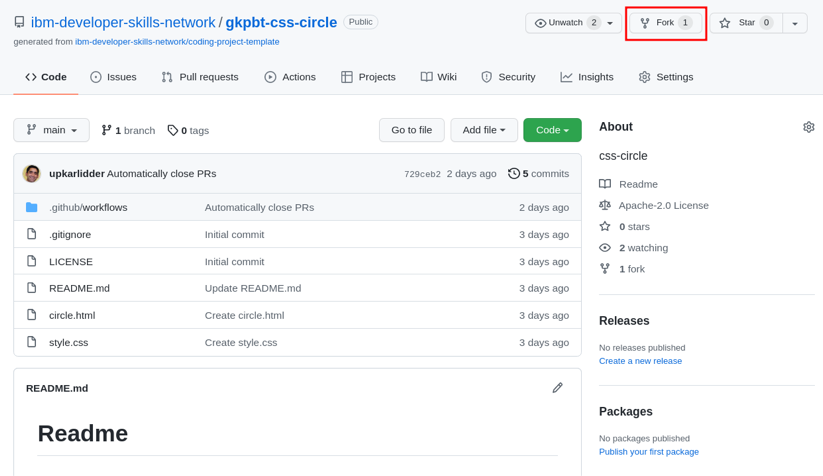 ibm-developer-skills-network / gkpbt-css-circle Public Unwatch 2 Fork 1 Star 0
generated from ibm-developer-skills-network/coding-project-template
Code Issues Pull requests Actions Projects Wiki Security Insights Settings
main 1 branch 0 tags Go to file Add file Code
upkarlidder Automatically close PRs 729ceb2 2 days ago 5 commits
.github/workflows Automatically close PRs 2 days ago
.gitignore Initial commit 3 days ago
LICENSE Initial commit 3 days ago
README.md Update README.md 3 days ago
circle.html Create circle.html 3 days ago
style.css Create style.css 3 days ago
README.md
Readme
About
css-circle
Readme
Apache-2.0 License
0 stars
2 watching
1 fork
Releases
No releases published
Create a new release
Packages
No packages published
Publish your first package